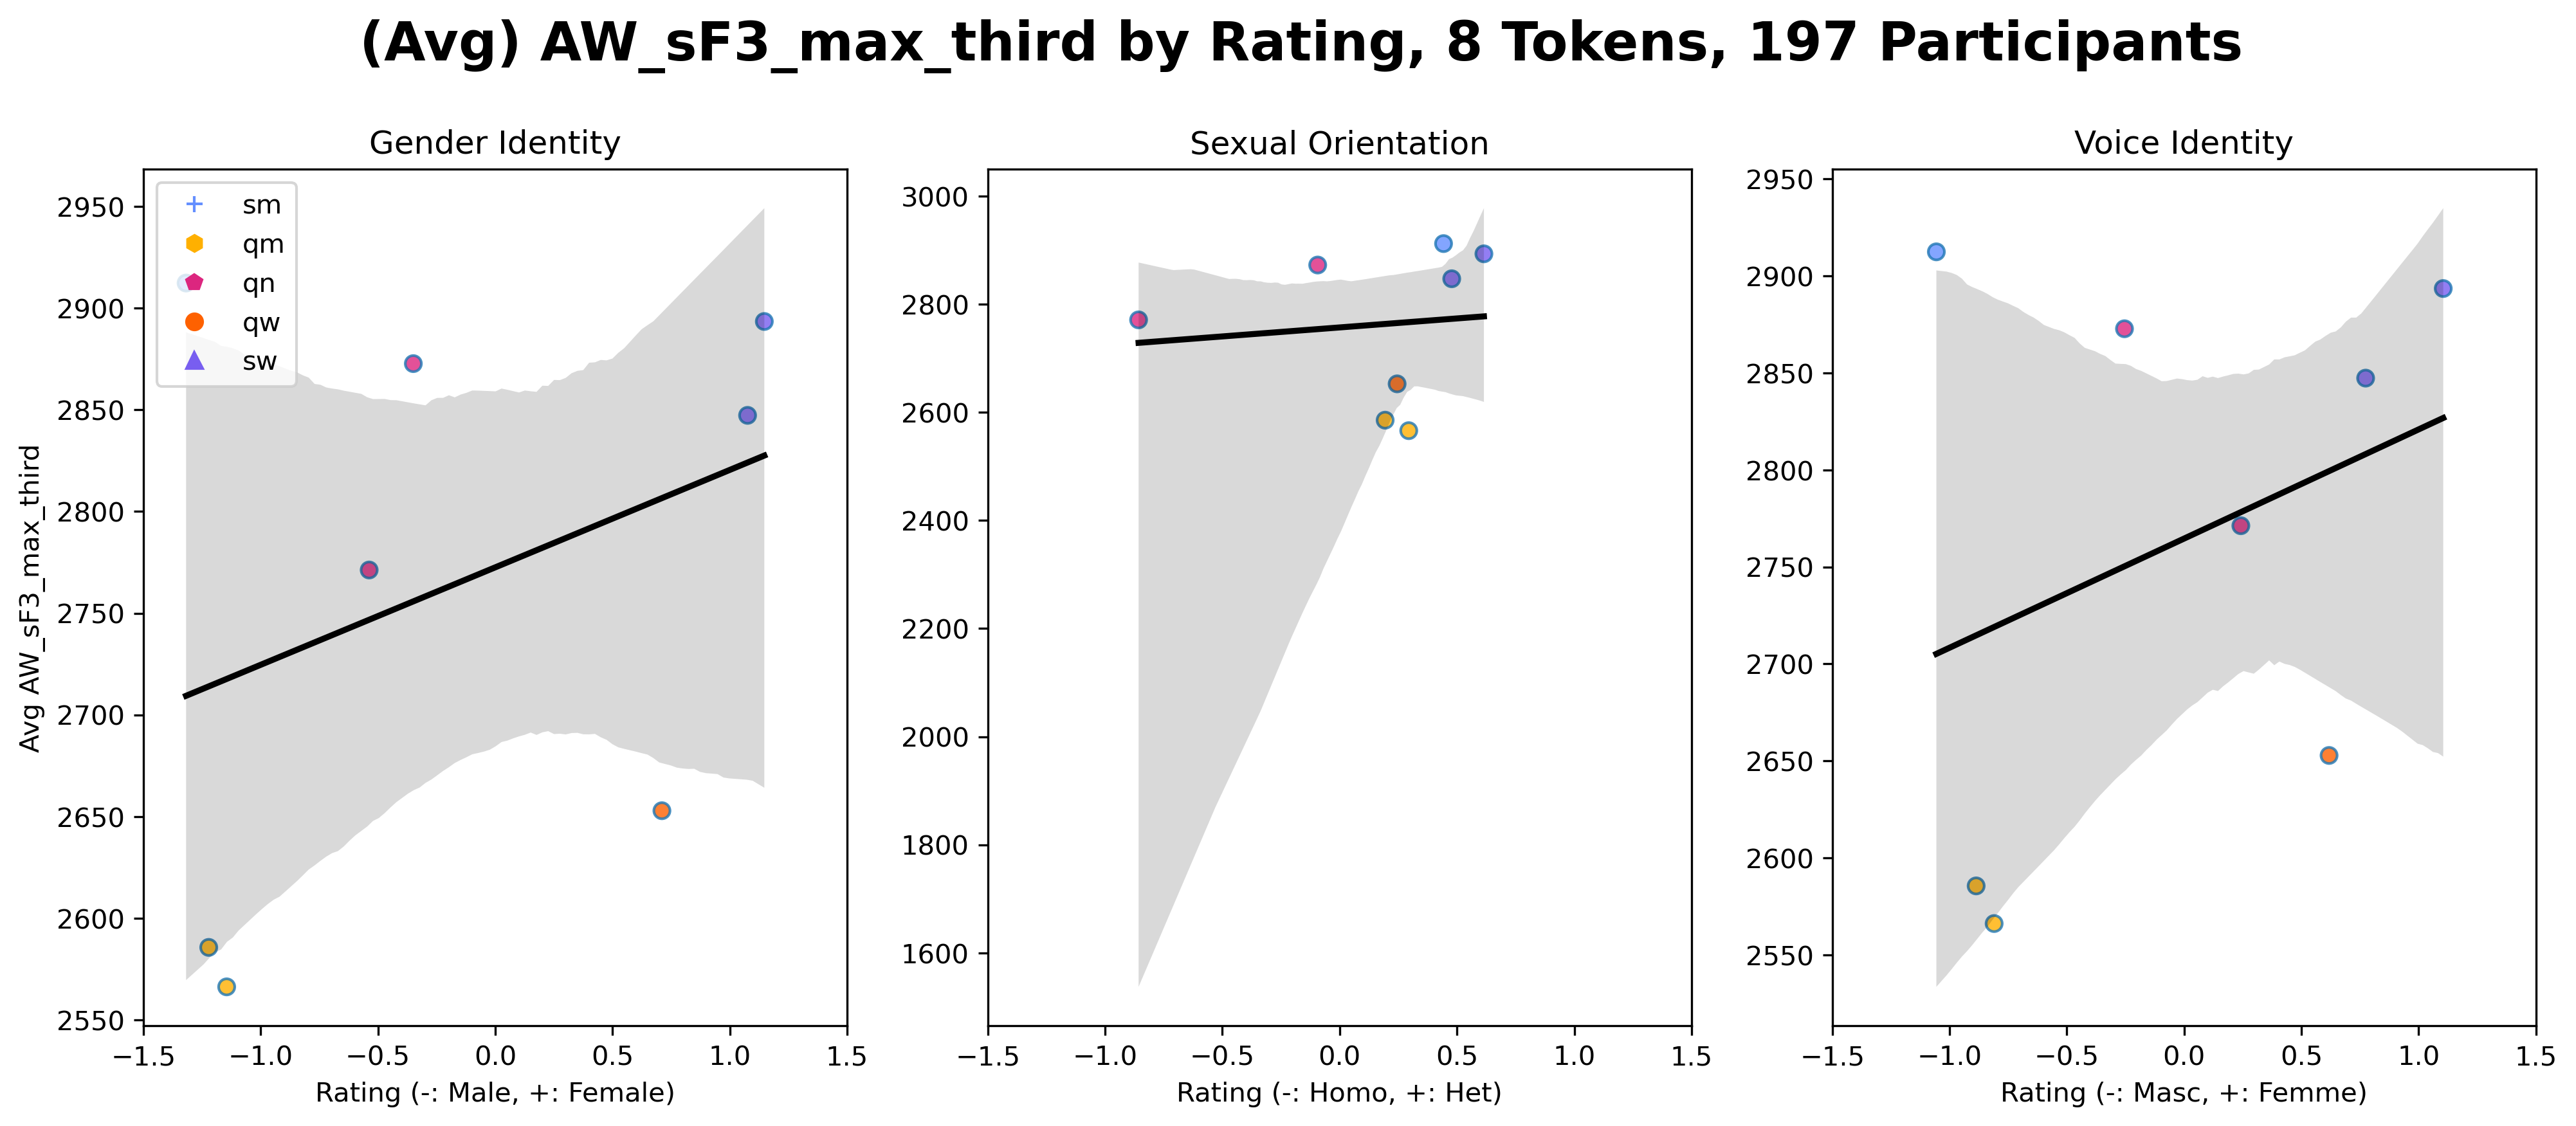 (Avg) AW_sF3_max_third by Rating, 8 Tokens, 197 Participants
Gender Identity
Sexual Orientation
Voice Identity
sm
qm
qn
qw
sw
Avg AW_sF3_max_third
2950
2900
2850
2800
2750
2700
2650
2600
2550
−1.5 −1.0 −0.5 0.0 0.5 1.0 1.5
Rating (-: Male, +: Female)
3000
2800
2600
2400
2200
2000
1800
1600
−1.5 −1.0 −0.5 0.0 0.5 1.0 1.5
Rating (-: Homo, +: Het)
2950
2900
2850
2800
2750
2700
2650
2600
2550
−1.5 −1.0 −0.5 0.0 0.5 1.0 1.5
Rating (-: Masc, +: Femme)